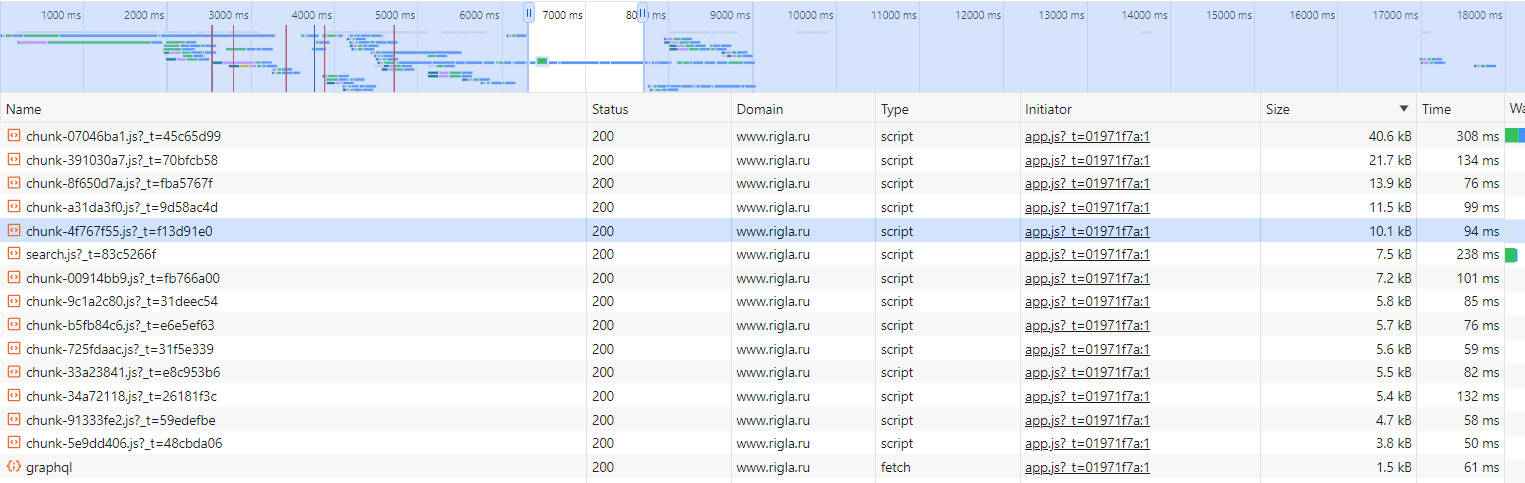 1000 ms 2000 ms 3000 ms 4000 ms 5000 ms 6000 ms 7000 ms 8000 ms 9000 ms 10000 ms 11000 ms 12000 ms 13000 ms 14000 ms 15000 ms 16000 ms 17000 ms 18000 ms
Name Status Domain Type Initiator Size Time Wa
chunk-07046ba1.js?_t=45c65d99 200 www.rigla.ru script app.js?_t=01971f7a:1 40.6 kB 308 ms
chunk-391030a7.js?_t=70bfcb58 200 www.rigla.ru script app.js?_t=01971f7a:1 21.7 kB 134 ms
chunk-8f650d7a.js?_t=fba5767f 200 www.rigla.ru script app.js?_t=01971f7a:1 13.9 kB 76 ms
chunk-a31da3f0.js?_t=9d58ac4d 200 www.rigla.ru script app.js?_t=01971f7a:1 11.5 kB 99 ms
chunk-4f767f55.js?_t=f13d91e0 200 www.rigla.ru script app.js?_t=01971f7a:1 10.1 kB 94 ms
search.js?_t=83c5266f 200 www.rigla.ru script app.js?_t=01971f7a:1 7.5 kB 238 ms
chunk-00914bb9.js?_t=fb766a00 200 www.rigla.ru script app.js?_t=01971f7a:1 7.2 kB 101 ms
chunk-9c1a2c80.js?_t=31deec54 200 www.rigla.ru script app.js?_t=01971f7a:1 5.8 kB 85 ms
chunk-b5fb84c6.js?_t=e6e5ef63 200 www.rigla.ru script app.js?_t=01971f7a:1 5.7 kB 76 ms
chunk-725fdaac.js?_t=31f5e339 200 www.rigla.ru script app.js?_t=01971f7a:1 5.6 kB 59 ms
chunk-33a23841.js?_t=e8c953b6 200 www.rigla.ru script app.js?_t=01971f7a:1 5.5 kB 82 ms
chunk-34a72118.js?_t=26181f3c 200 www.rigla.ru script app.js?_t=01971f7a:1 5.4 kB 132 ms
chunk-91333fe2.js?_t=59edefbe 200 www.rigla.ru script app.js?_t=01971f7a:1 4.7 kB 58 ms
chunk-5e9dd406.js?_t=48cbda06 200 www.rigla.ru script app.js?_t=01971f7a:1 3.8 kB 50 ms
graphql 200 www.rigla.ru fetch app.js?_t=01971f7a:1 1.5 kB 61 ms